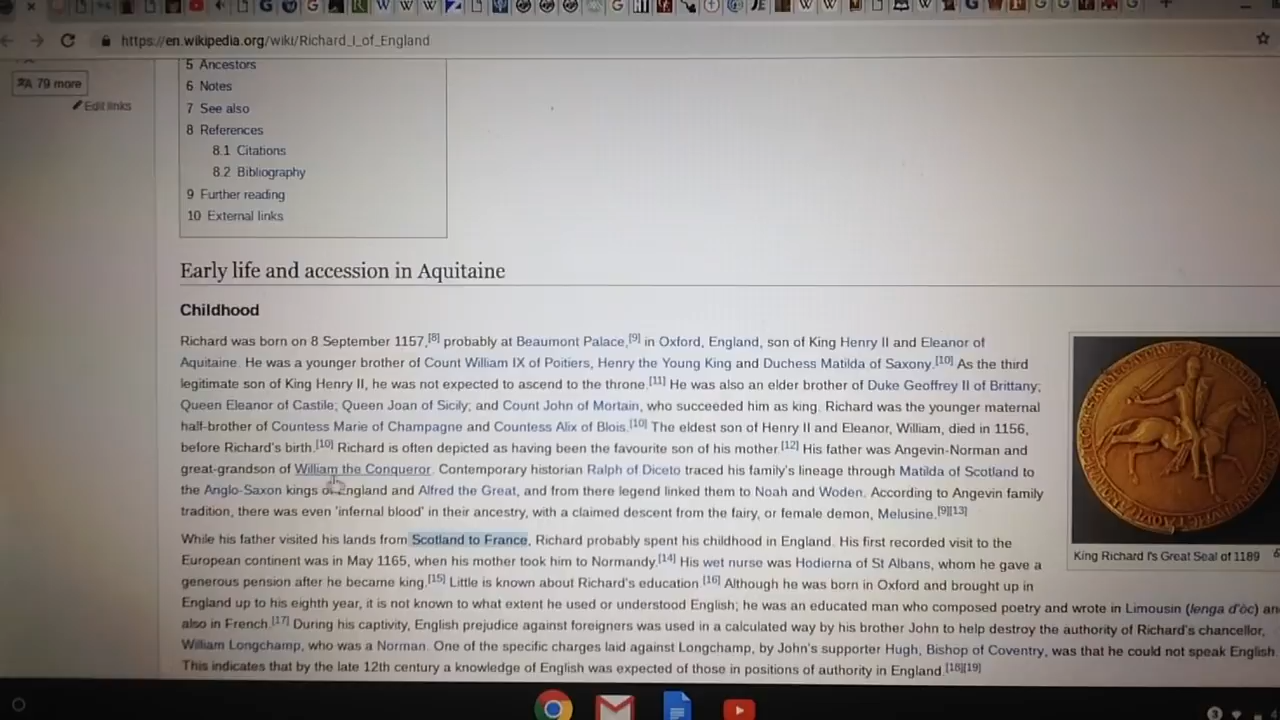 https://en.wikipedia.org/wiki/Richard_I_of_England
79 more
Edit links
5 Ancestors
6 Notes
7 See also
8 References
8.1 Citations
8.2 Bibliography
9 Further reading
10 External links
Early life and accession in Aquitaine
Childhood
Richard was born on 8 September 1157,[8] probably at Beaumont Palace,[9] in Oxford, England, son of King Henry II and Eleanor of
Aquitaine. He was a younger brother of Count William IX of Poitiers, Henry the Young King and Duchess Matilda of Saxony.[10] As the third
legitimate son of King Henry II, he was not expected to ascend to the throne.[11] He was also an elder brother of Duke Geoffrey II of Brittany;
Queen Eleanor of Castile; Queen Joan of Sicily; and Count John of Mortain, who succeeded him as king. Richard was the younger maternal
half-brother of Countess Marie of Champagne and Countess Alix of Blois.[10] The eldest son of Henry II and Eleanor, William, died in 1156,
before Richard's birth.[10] Richard is often depicted as having been the favourite son of his mother.[12] His father was Angevin-Norman and
great-grandson of William the Conqueror. Contemporary historian Ralph of Diceto traced his family's lineage through Matilda of Scotland to
the Anglo-Saxon kings of England and Alfred the Great, and from there legend linked them to Noah and Woden. According to Angevin family
tradition, there was even 'infernal blood' in their ancestry, with a claimed descent from the fairy, or female demon, Melusine.[9][13]
While his father visited his lands from Scotland to France, Richard probably spent his childhood in England. His first recorded visit to the
European continent was in May 1165, when his mother took him to Normandy.[14] His wet nurse was Hodierna of St Albans, whom he gave a
generous pension after he became king.[15] Little is known about Richard's education.[16] Although he was born in Oxford and brought up in
England up to his eighth year, it is not known to what extent he used or understood English; he was an educated man who composed poetry and wrote in Limousin (lenga d'òc) an
also in French.[17] During his captivity, English prejudice against foreigners was used in a calculated way by his brother John to help destroy the authority of Richard's chancellor,
William Longchamp, who was a Norman. One of the specific charges laid against Longchamp, by John's supporter Hugh, Bishop of Coventry, was that he could not speak English.
This indicates that by the late 12th century a knowledge of English was expected of those in positions of authority in England.[18][19]
King Richard I's Great Seal of 1189